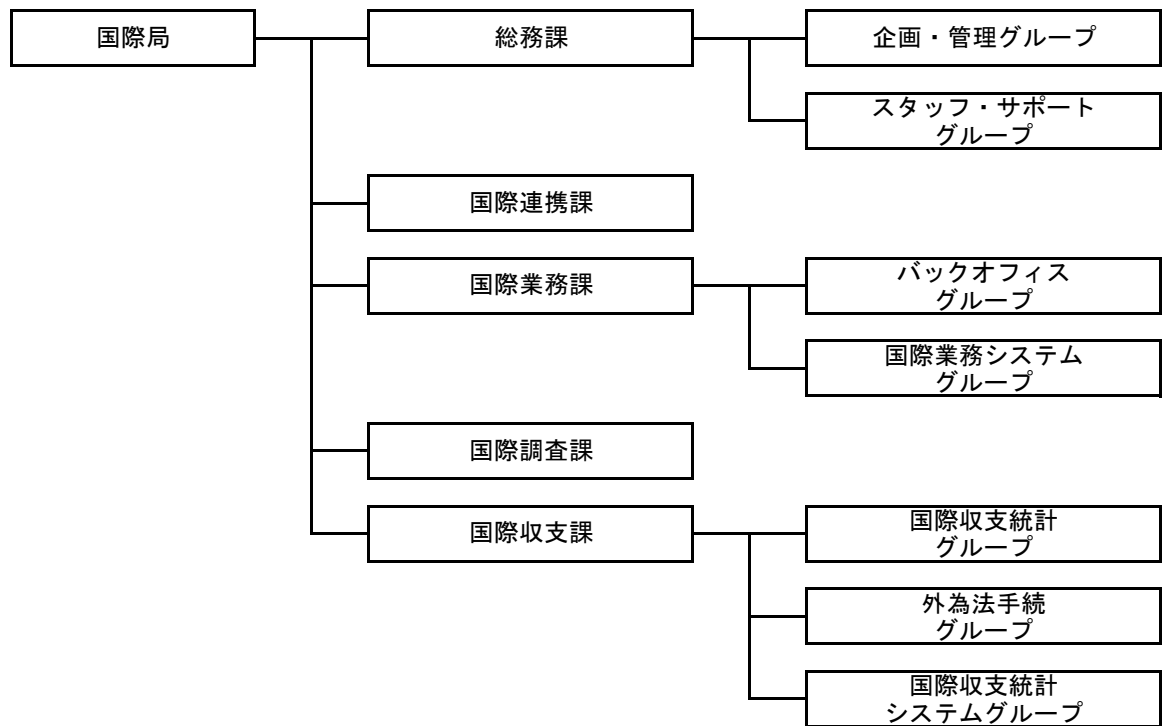 国際局
総務課
企画・管理グループ
スタッフ・サポート
グループ
国際連携課
国際業務課
バックオフィス
グループ
国際業務システム
グループ
国際調査課
国際収支課
国際収支統計
グループ
外為法手続
グループ
国際収支統計
システムグループ